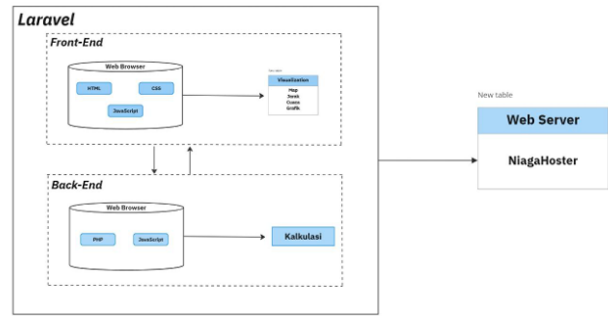 Laravel
Front-End
Web Browser
HTML
CSS
JavaScript
Visualization
Map
Jarak
Cuaca
Grafik
New table
Web Server
NiagaHoster
Back-End
Web Browser
PHP
JavaScript
Kalkulasi